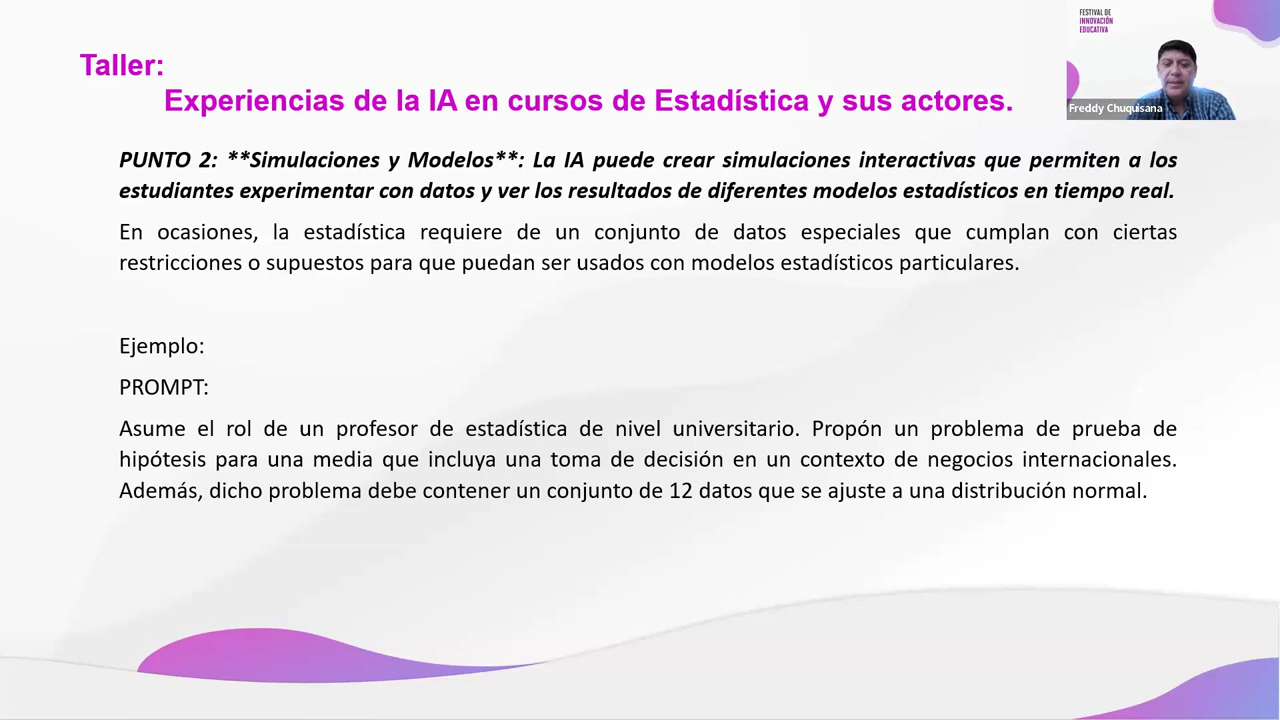 FESTIVAL DE
INNOVACIÓN
EDUCATIVA
Taller:
Experiencias de la IA en cursos de Estadística y sus actores.
Freddy Chuquisana
PUNTO 2: **Simulaciones y Modelos**: La IA puede crear simulaciones interactivas que permiten a los
estudiantes experimentar con datos y ver los resultados de diferentes modelos estadísticos en tiempo real.
En ocasiones, la estadística requiere de un conjunto de datos especiales que cumplan con ciertas
restricciones o supuestos para que puedan ser usados con modelos estadísticos particulares.
Ejemplo:
PROMPT:
Asume el rol de un profesor de estadística de nivel universitario. Propón un problema de prueba de
hipótesis para una media que incluya una toma de decisión en un contexto de negocios internacionales.
Además, dicho problema debe contener un conjunto de 12 datos que se ajuste a una distribución normal.